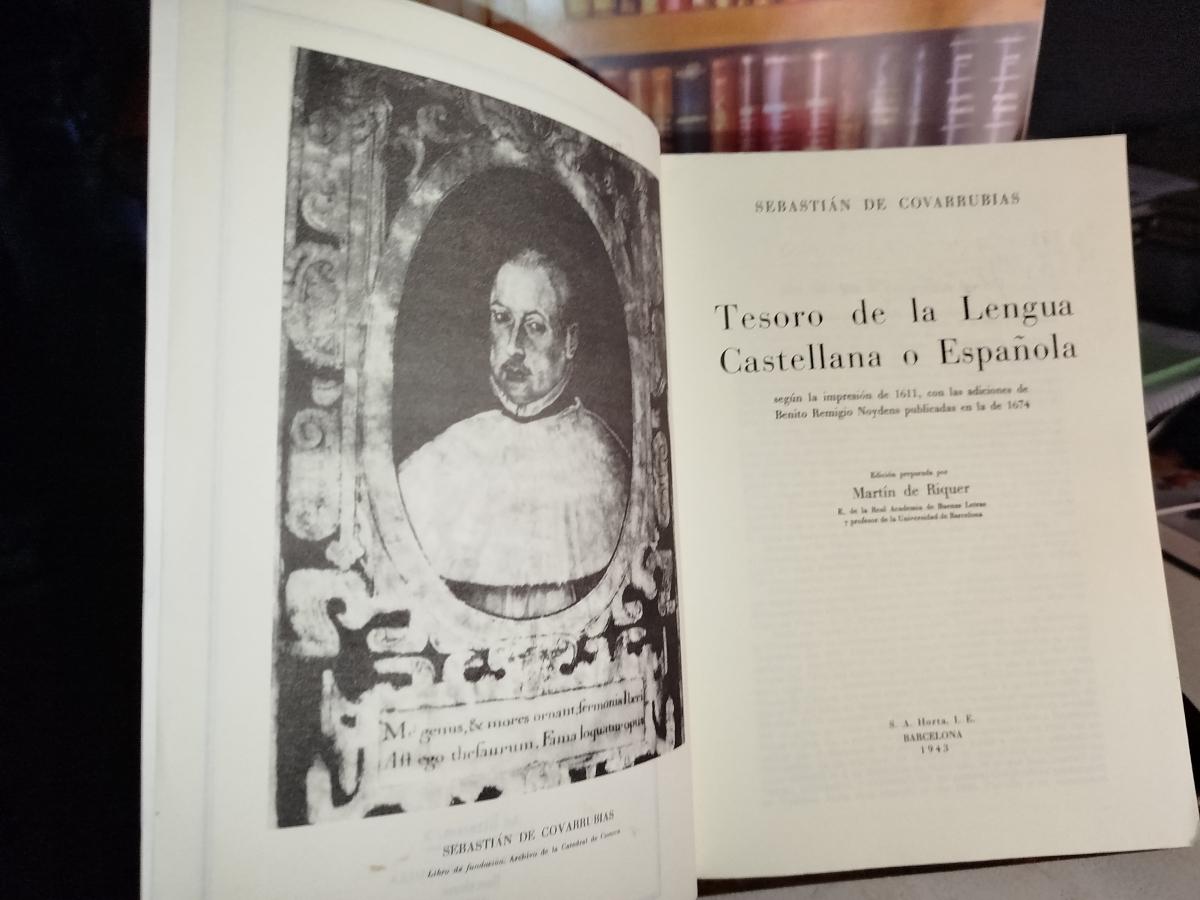 Me genus, & mores ornant, sermonis Iberi
Ast ego thesaurum, Fama loquatur opus
SEBASTIÁN DE COVARRUBIAS
Libro de fundación. Archivo de la Catedral de Cuenca
SEBASTIÁN DE COVARRUBIAS
Tesoro de la Lengua
Castellana o Española
según la impresión de 1611, con las adiciones de
Benito Remigio Noydens publicadas en la de 1674
Edición preparada por
Martín de Riquer
E. de la Real Academia de Buenas Letras
y profesor de la Universidad de Barcelona
S. A. Horta, I. E.
BARCELONA
1943